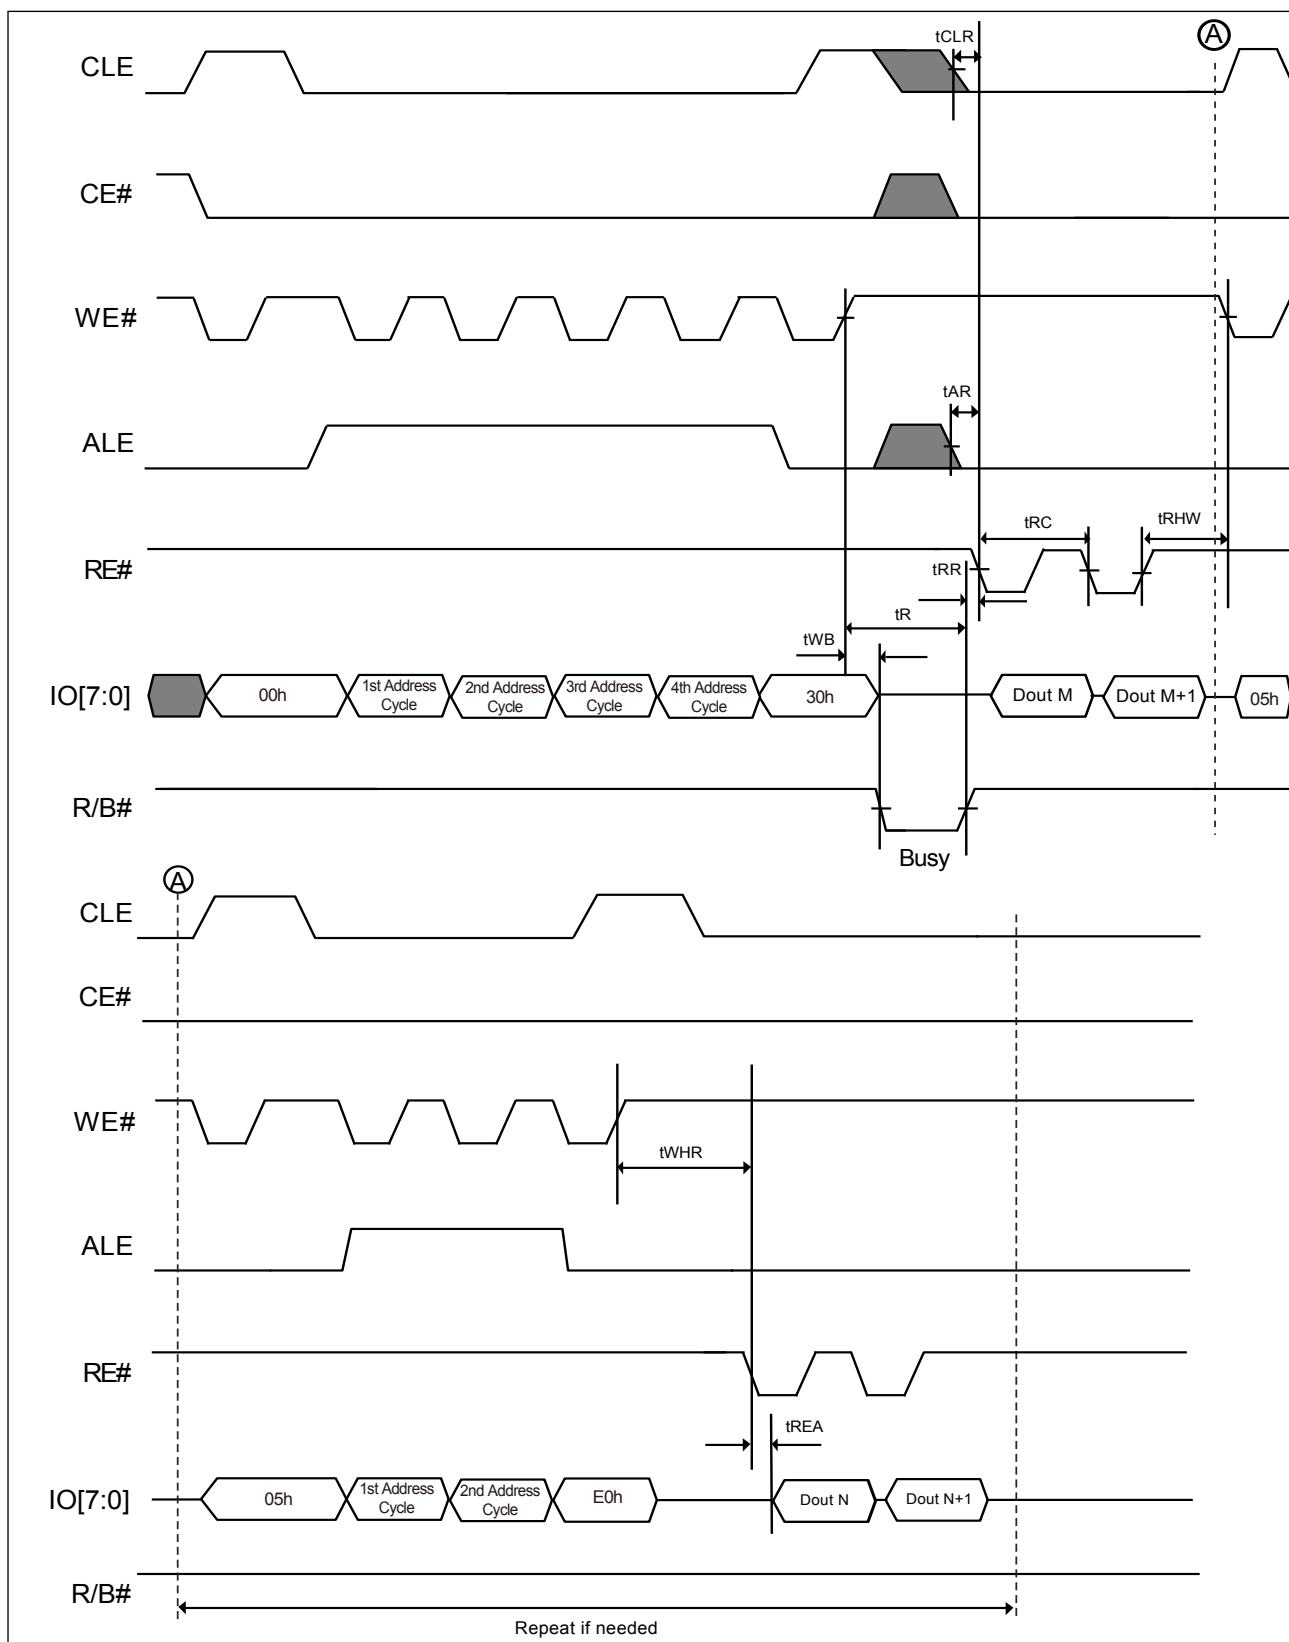 tCLR
A
CLE
CE#
WE#
tAR
ALE
tRC
tRHW
RE#
tRR
tR
tWB
IO[7:0]
00h
1st Address Cycle
2nd Address Cycle
3rd Address Cycle
4th Address Cycle
30h
Dout M
Dout M+1
05h
R/B#
Busy
A
CLE
CE#
WE#
tWHR
ALE
RE#
tREA
IO[7:0]
05h
1st Address Cycle
2nd Address Cycle
E0h
Dout N
Dout N+1
R/B#
Repeat if needed